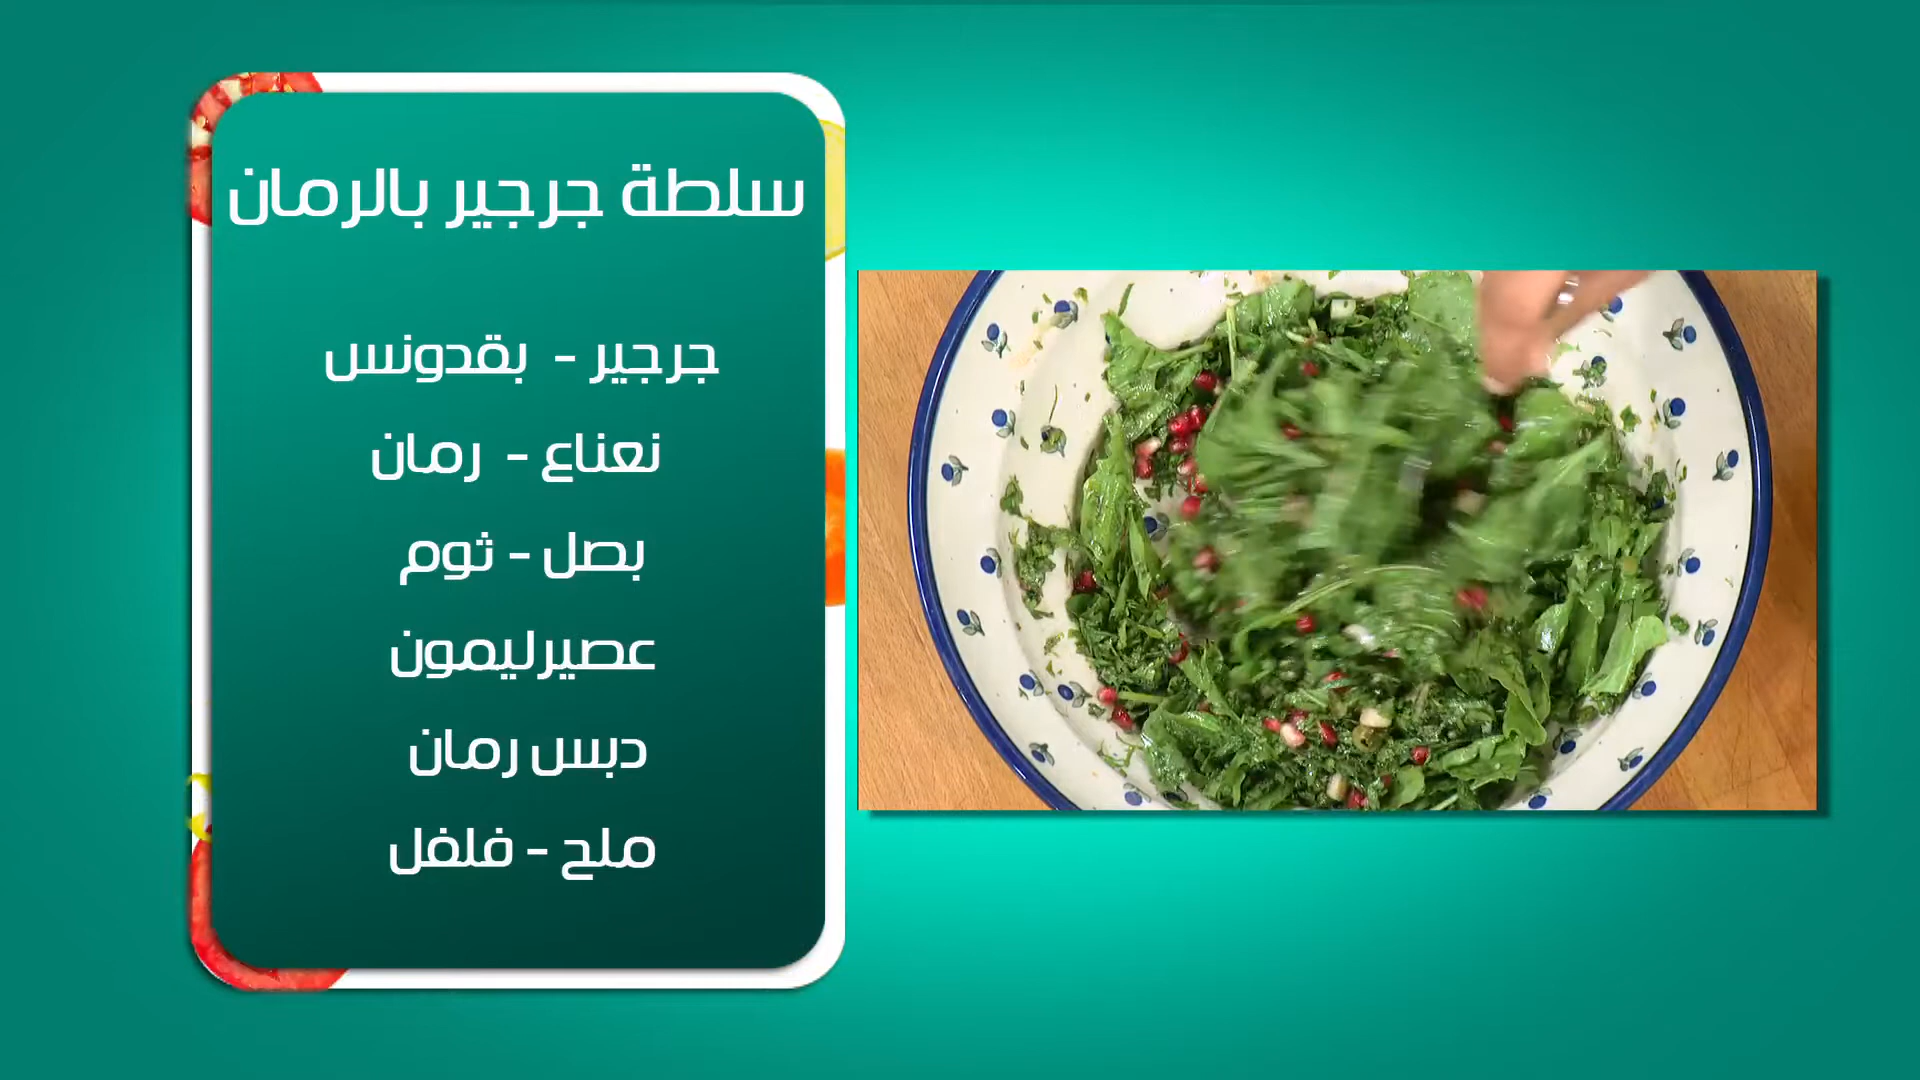 سلطة جرجير بالرمان
جرجير - بقدونس
نعناع - رمان
بصل - ثوم
عصيرليمون
دبس رمان
ملح - فلفل